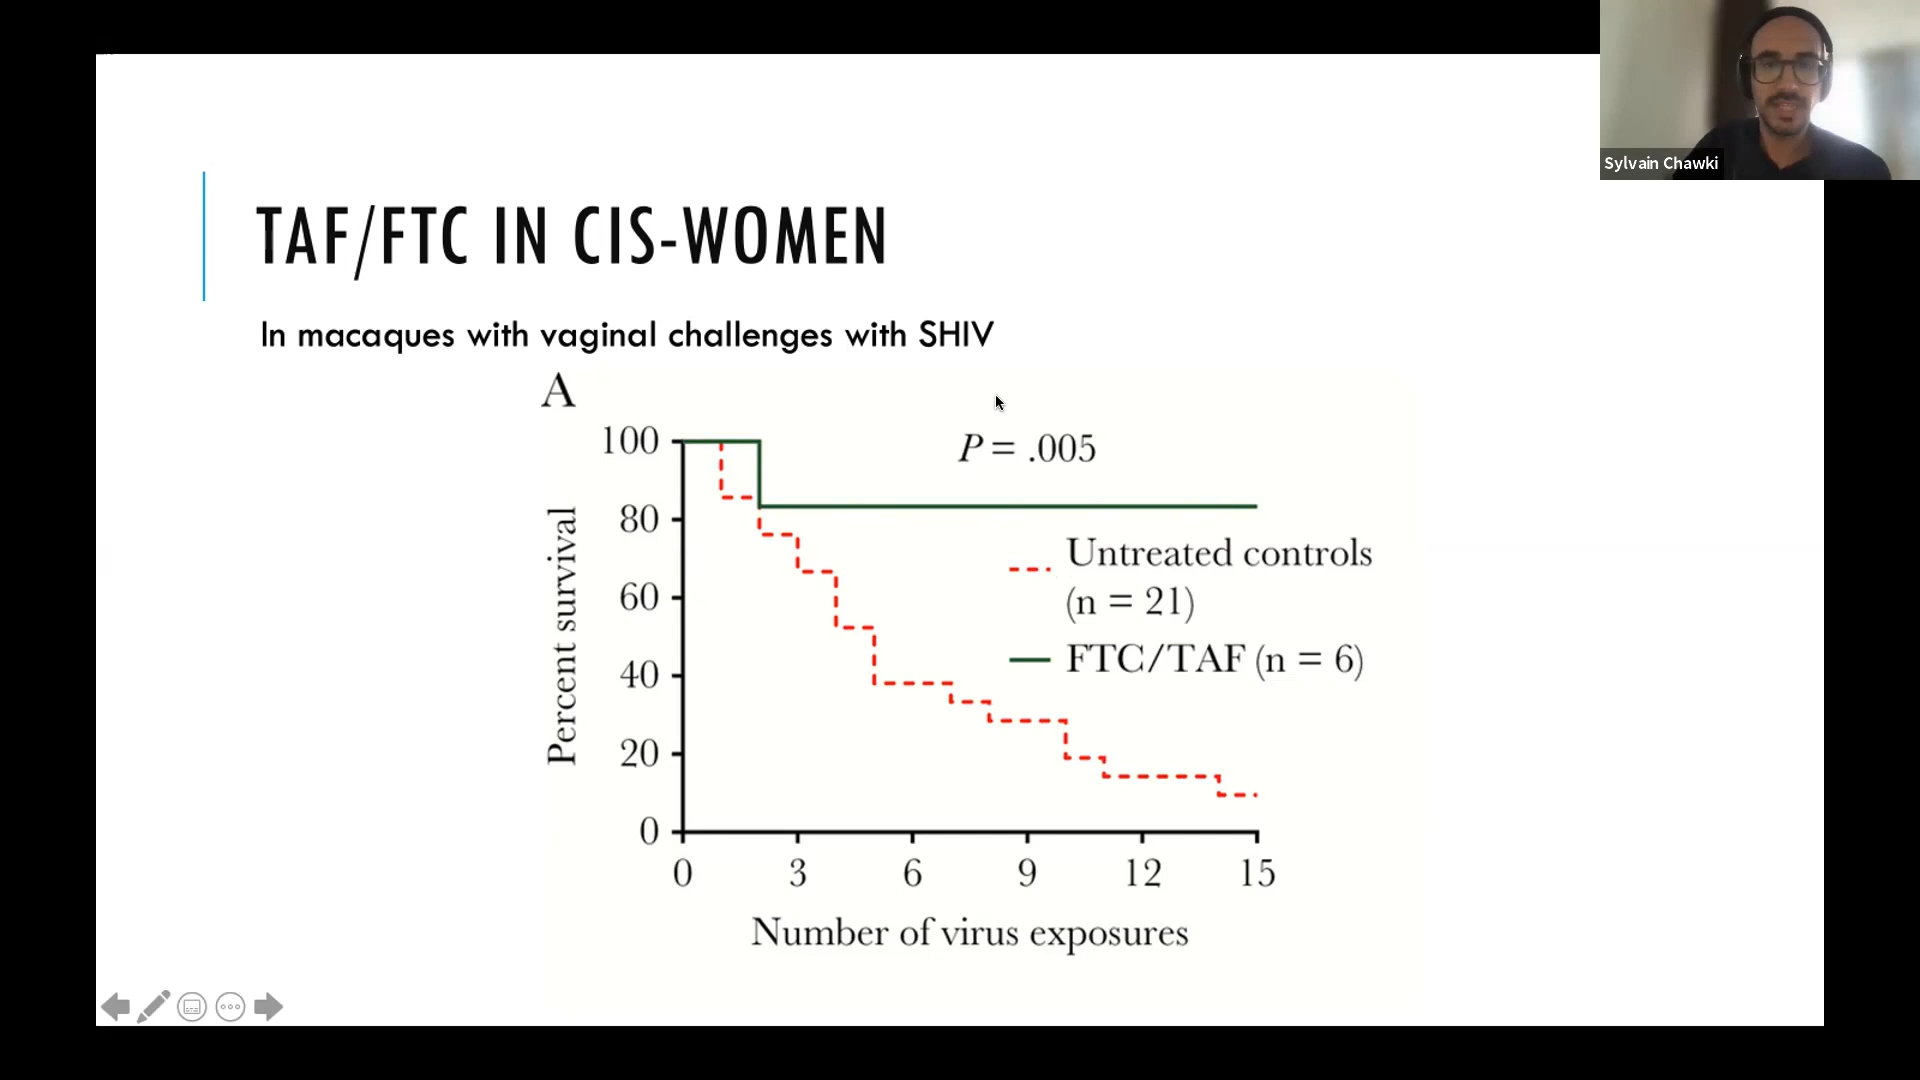 Sylvain Chawki
TAF/FTC IN CIS-WOMEN
In macaques with vaginal challenges with SHIV
A
P = .005
Percent survival
100
80
60
40
20
0
Untreated controls
(n = 21)
FTC/TAF (n = 6)
0 3 6 9 12 15
Number of virus exposures